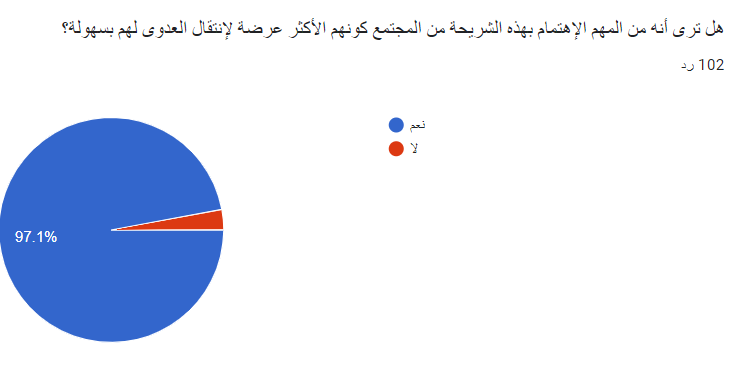 هل ترى أنه من المهم الإهتمام بهذه الشريحة من المجتمع كونهم الأكثر عرضة لإنتقال العدوى لهم بسهولة؟
102 رد
نعم
لا
97.1%